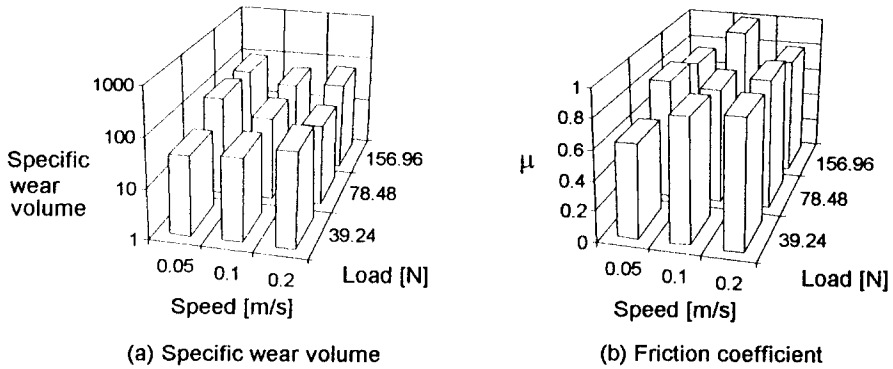 1000
100
10
1
Specific
wear
volume
0.05
0.1
0.2
Speed [m/s]
156.96
78.48
39.24
Load [N]
(a) Specific wear volume
1
0.8
0.6
0.4
0.2
0
μ
0.05
0.1
0.2
Speed [m/s]
156.96
78.48
39.24
Load [N]
(b) Friction coefficient